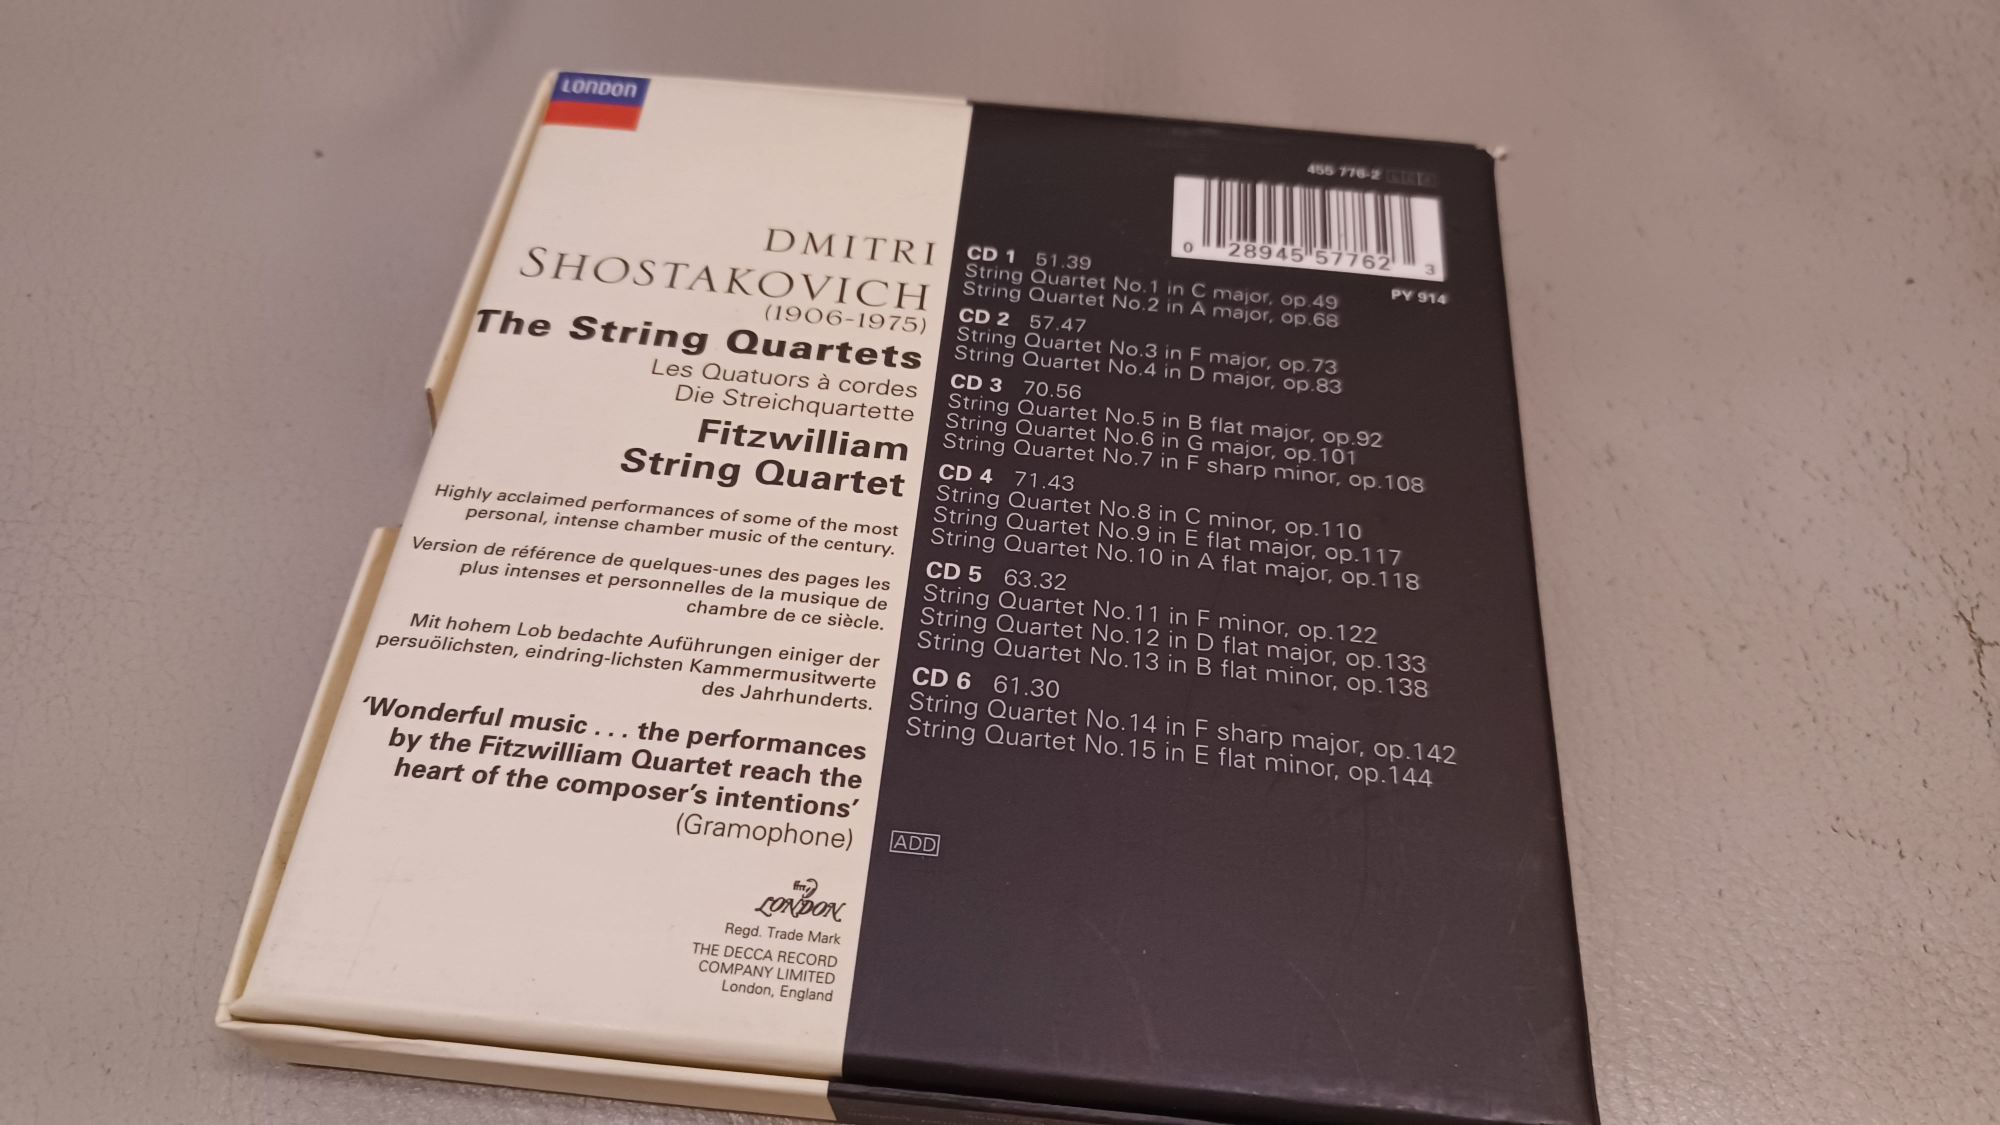 LONDON
DMITRI
SHOSTAKOVICH
(1906-1975)
The String Quartets
Les Quatuors à cordes
Die Streichquartette
Fitzwilliam
String Quartet
Highly acclaimed performances of some of the most
personal, intense chamber music of the century.
Version de référence de quelques-unes des pages les
plus intenses et personnelles de la musique de
chambre de ce siècle.
Mit hohem Lob bedachte Auführungen einiger der
persuölichsten, eindring-lichsten Kammermusitwerte
des Jahrhunderts.
‘Wonderful music . . . the performances
by the Fitzwilliam Quartet reach the
heart of the composer’s intentions’
(Gramophone)
ffrr
LONDON
Regd. Trade Mark
THE DECCA RECORD
COMPANY LIMITED
London, England
455 776-2
0 28945 57762 3
PY 914
CD 1 51.39
String Quartet No.1 in C major, op.49
String Quartet No.2 in A major, op.68
CD 2 57.47
String Quartet No.3 in F major, op.73
String Quartet No.4 in D major, op.83
CD 3 70.56
String Quartet No.5 in B flat major, op.92
String Quartet No.6 in G major, op.101
String Quartet No.7 in F sharp minor, op.108
CD 4 71.43
String Quartet No.8 in C minor, op.110
String Quartet No.9 in E flat major, op.117
String Quartet No.10 in A flat major, op.118
CD 5 63.32
String Quartet No.11 in F minor, op.122
String Quartet No.12 in D flat major, op.133
String Quartet No.13 in B flat minor, op.138
CD 6 61.30
String Quartet No.14 in F sharp major, op.142
String Quartet No.15 in E flat minor, op.144
ADD